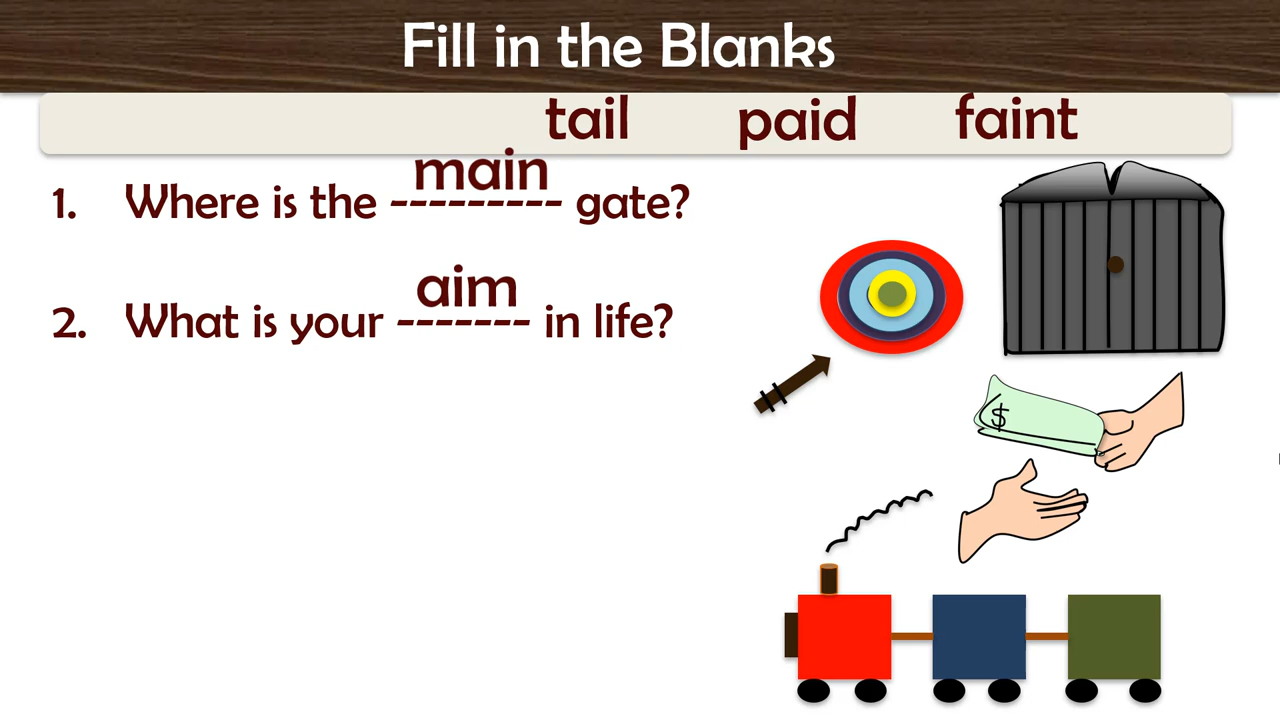 Fill in the Blanks
tail paid faint
1. Where is the main --------- gate?
2. What is your aim ------- in life?
$